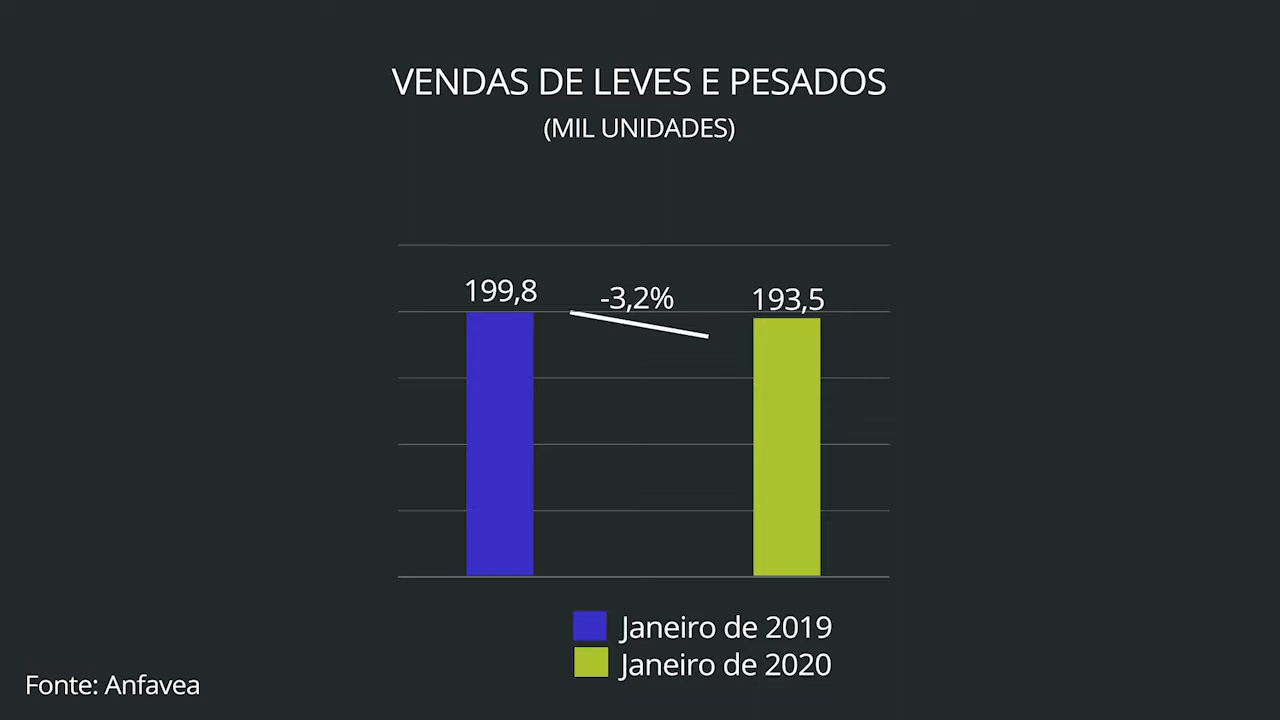 VENDAS DE LEVES E PESADOS
(MIL UNIDADES)
199,8
-3,2%
193,5
Janeiro de 2019
Janeiro de 2020
Fonte: Anfavea